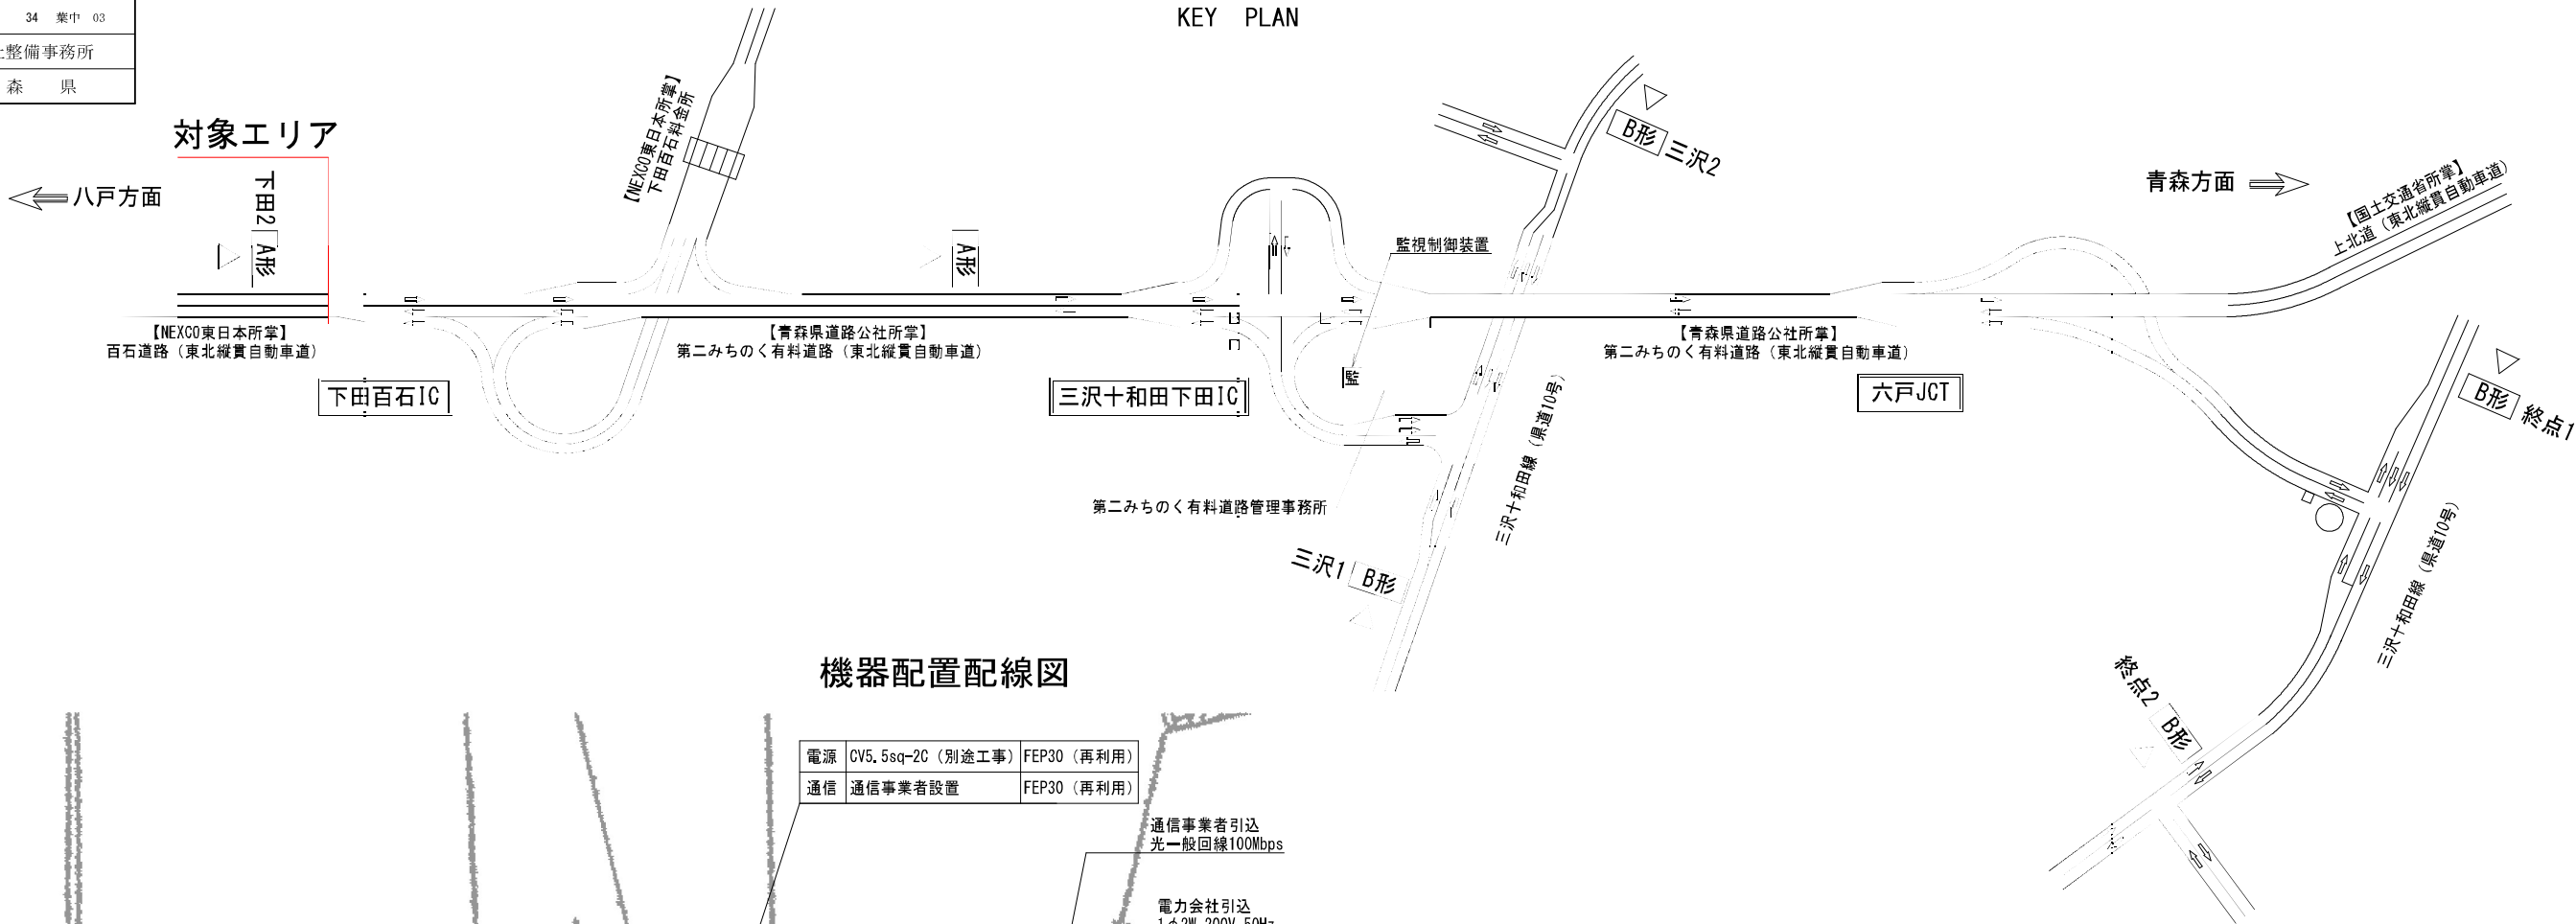 34 葉中 03
整備事務所
森 県
KEY PLAN
対象エリア
八戸方面
下田2 A形
【NEXCO東日本所掌】
下田百石料金所
A形
監視制御装置
B形 三沢2
青森方面
【国土交通省所掌】
上北道（東北縦貫自動車道）
【NEXCO東日本所掌】
百石道路（東北縦貫自動車道）
【青森県道路公社所掌】
第二みちのく有料道路（東北縦貫自動車道）
【青森県道路公社所掌】
第二みちのく有料道路（東北縦貫自動車道）
下田百石IC
三沢十和田下田IC
監
六戸JCT
B形 終点1
三沢十和田線（県道10号）
第二みちのく有料道路管理事務所
三沢1 B形
三沢十和田線（県道10号）
終点2 B形
機器配置配線図
電源 CV5.5sq-2C（別途工事） FEP30（再利用）
通信 通信事業者設置 FEP30（再利用）
通信事業者引込
光一般回線100Mbps
電力会社引込
1φ2W 200V 50Hz